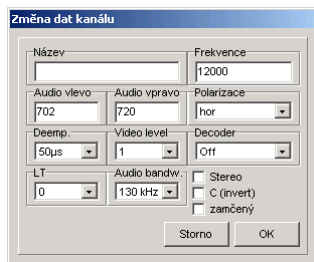 Změna dat kanálu
Název Frekvence
12000
Audio vlevo Audio vpravo Polarizace
702 720 hor
Deemp. Video level Decoder
50µs 1 Off
LT Audio bandw. Stereo
0 130 kHz C (invert)
zamčený
Storno OK